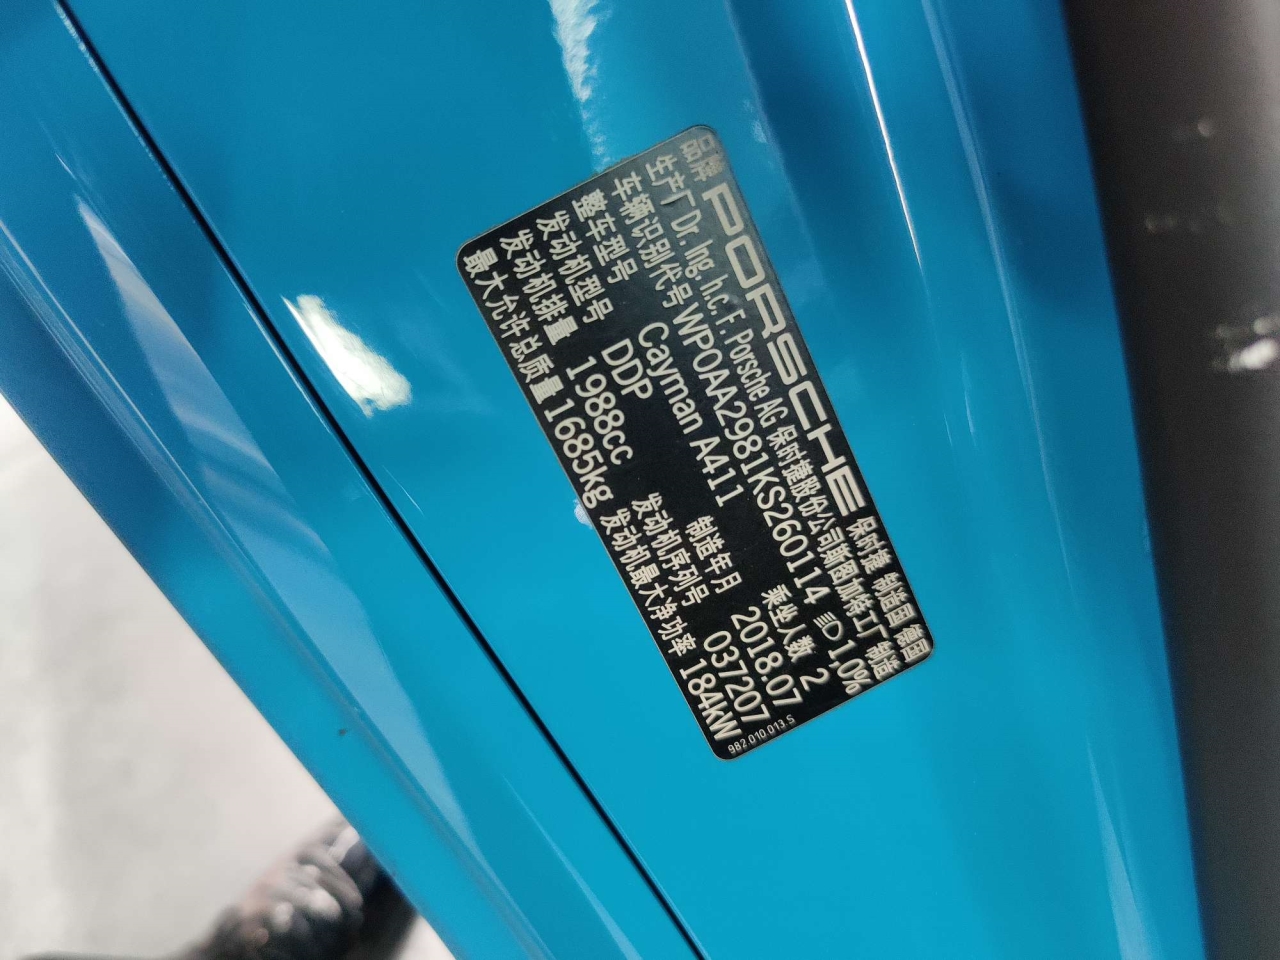 品牌 PORSCHE 保时捷 制造国 德国
生产厂 Dr. Ing. h.c. F. Porsche AG 保时捷股份公司斯图加特工厂 制造
车辆识别代号 WP0AA2981KS260114 1,0%
整车型号 Cayman A411 乘坐人数 2
发动机型号 DDP 制造年月 2018.07
发动机排量 1988cc 发动机序列号 037207
最大允许总质量 1685kg 发动机最大净功率 184kW
982.010.013.S